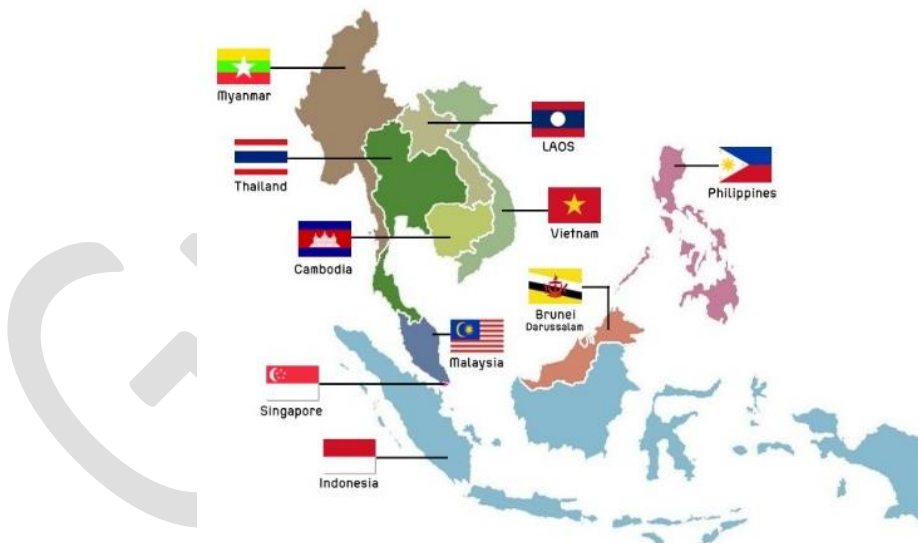 Myanmar
LAOS
Thailand
Philippines
Vietnam
Cambodia
Brunei
Darussalam
Malaysia
Singapore
Indonesia